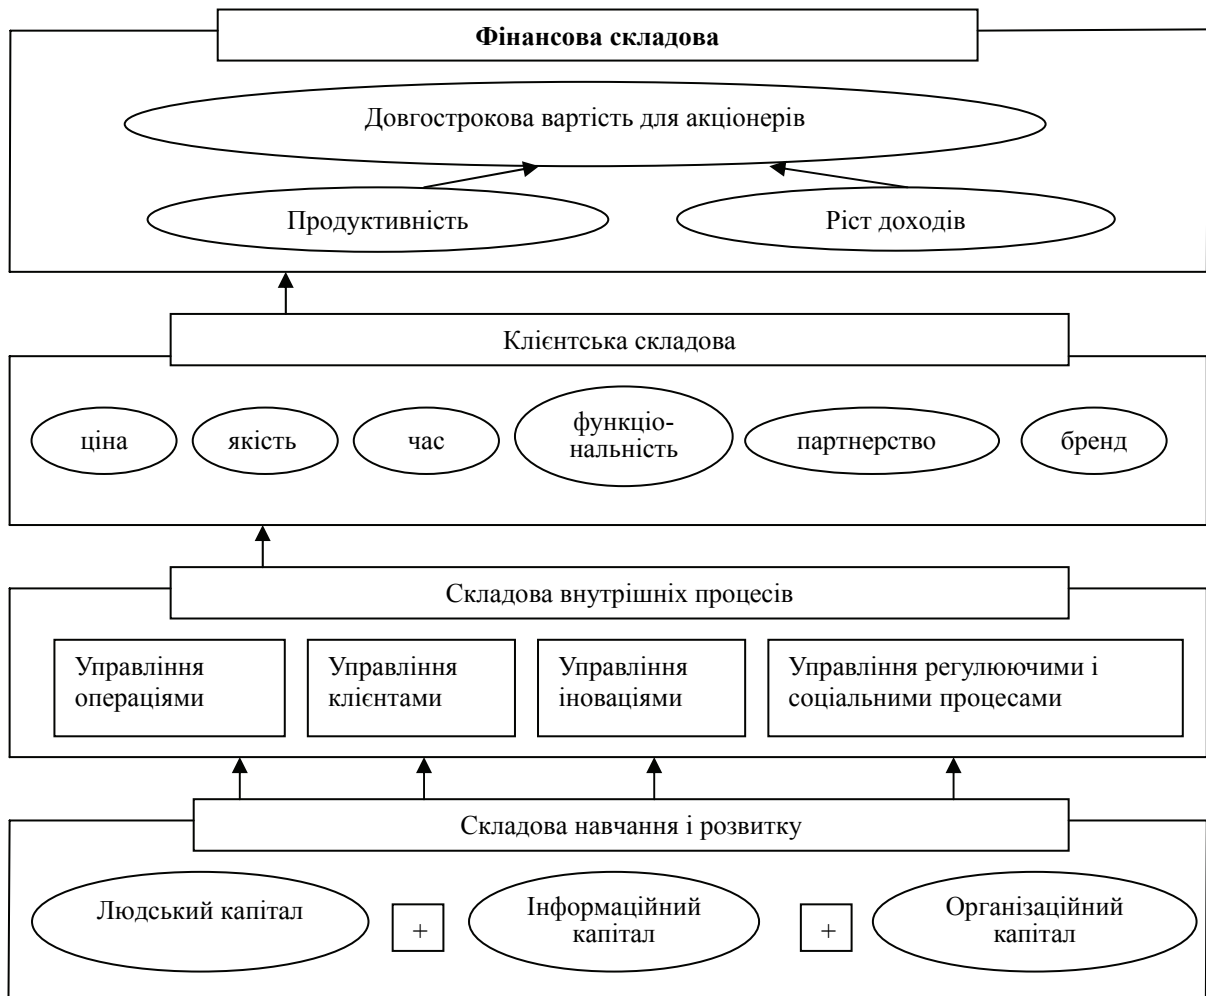 Фінансова складова
Довгострокова вартість для акціонерів
Продуктивність
Ріст доходів
Клієнтська складова
ціна
якість
час
функціо-
нальність
партнерство
бренд
Складова внутрішніх процесів
Управління
операціями
Управління
клієнтами
Управління
іноваціями
Управління регулюючими і
соціальними процесами
Складова навчання і розвитку
Людський капітал
+
Інформаційний
капітал
+
Організаційний
капітал